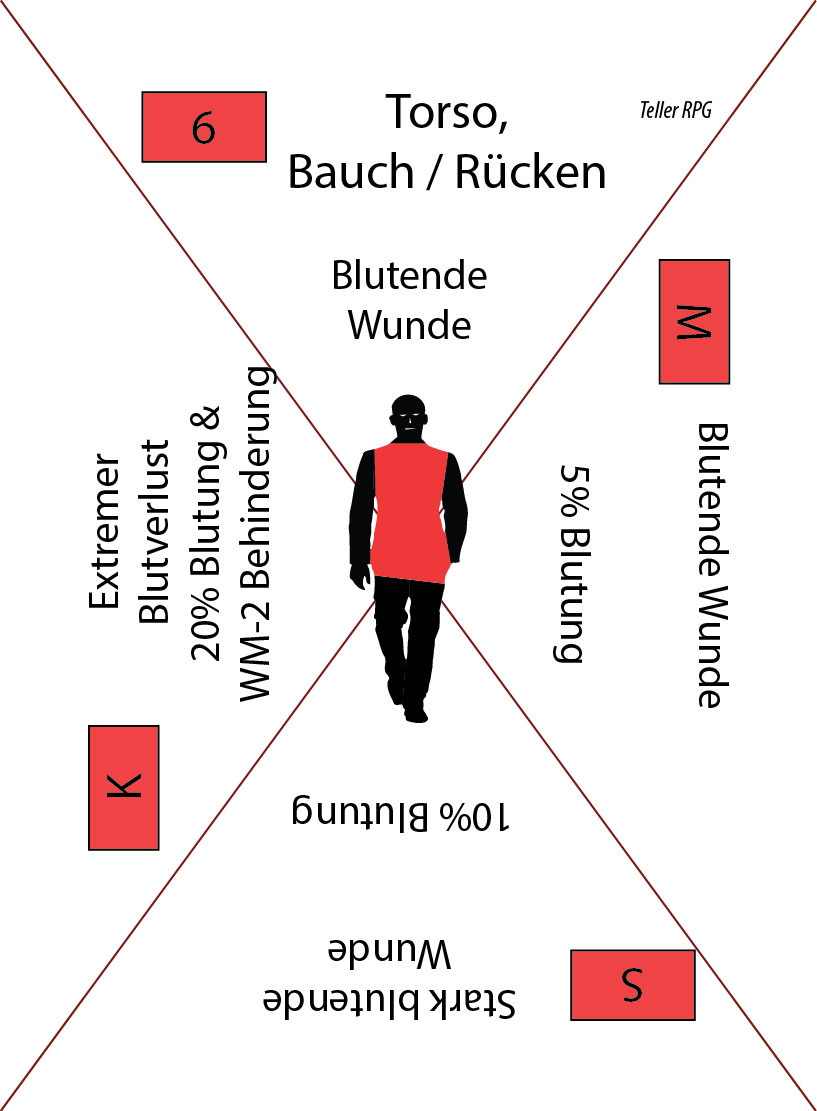 6
Torso,
Bauch / Rücken
Teller RPG
Blutende
Wunde
M
Blutende Wunde
5% Blutung
S
Stark blutende
Wunde
10% Blutung
K
Extremer
Blutverlust
20% Blutung &
WM-2 Behinderung